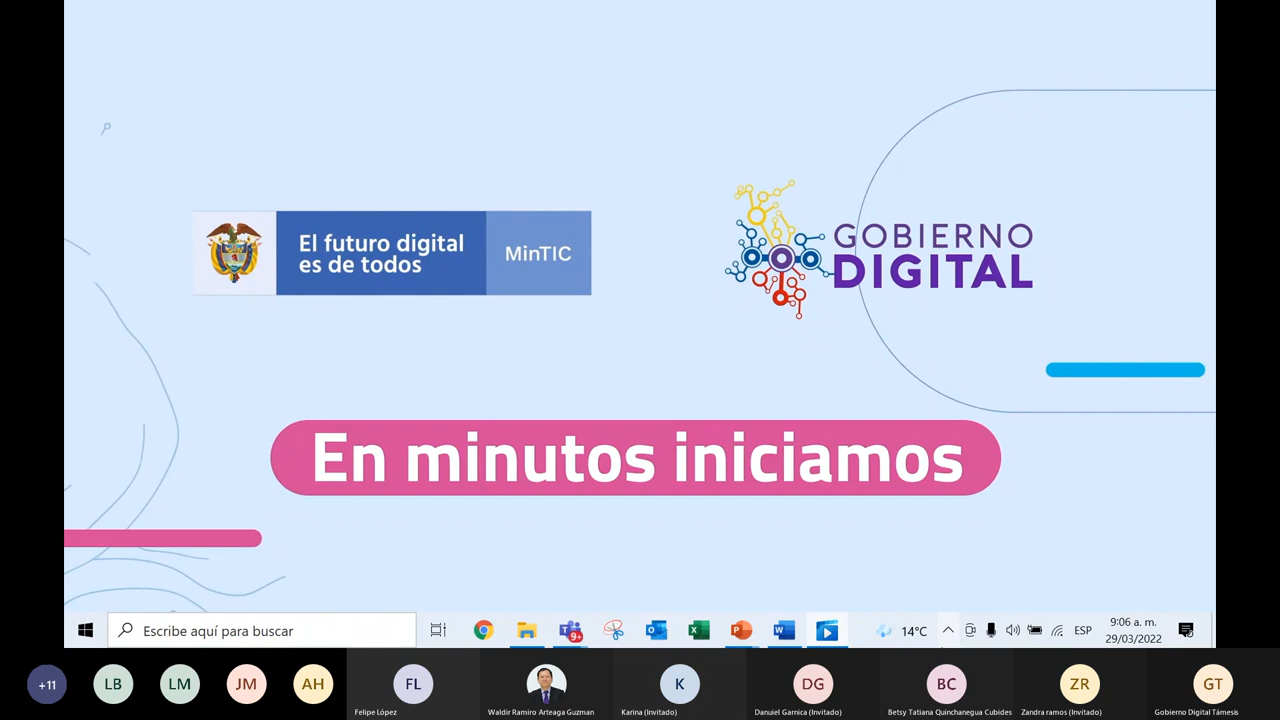 El futuro digital
es de todos
MinTIC
GOBIERNO
DIGITAL
En minutos iniciamos
Escribe aquí para buscar
9+
14°C
ESP
9:06 a. m.
29/03/2022
+11
LB
LM
JM
AH
FL
K
DG
BC
ZR
GT
Felipe López
Waldir Ramiro Arteaga Guzman
Karina (Invitado)
Danuiel Garnica (Invitado)
Betsy Tatiana Quinchanegua Cubides
Zandra ramos (Invitado)
Gobierno Digital Támesis